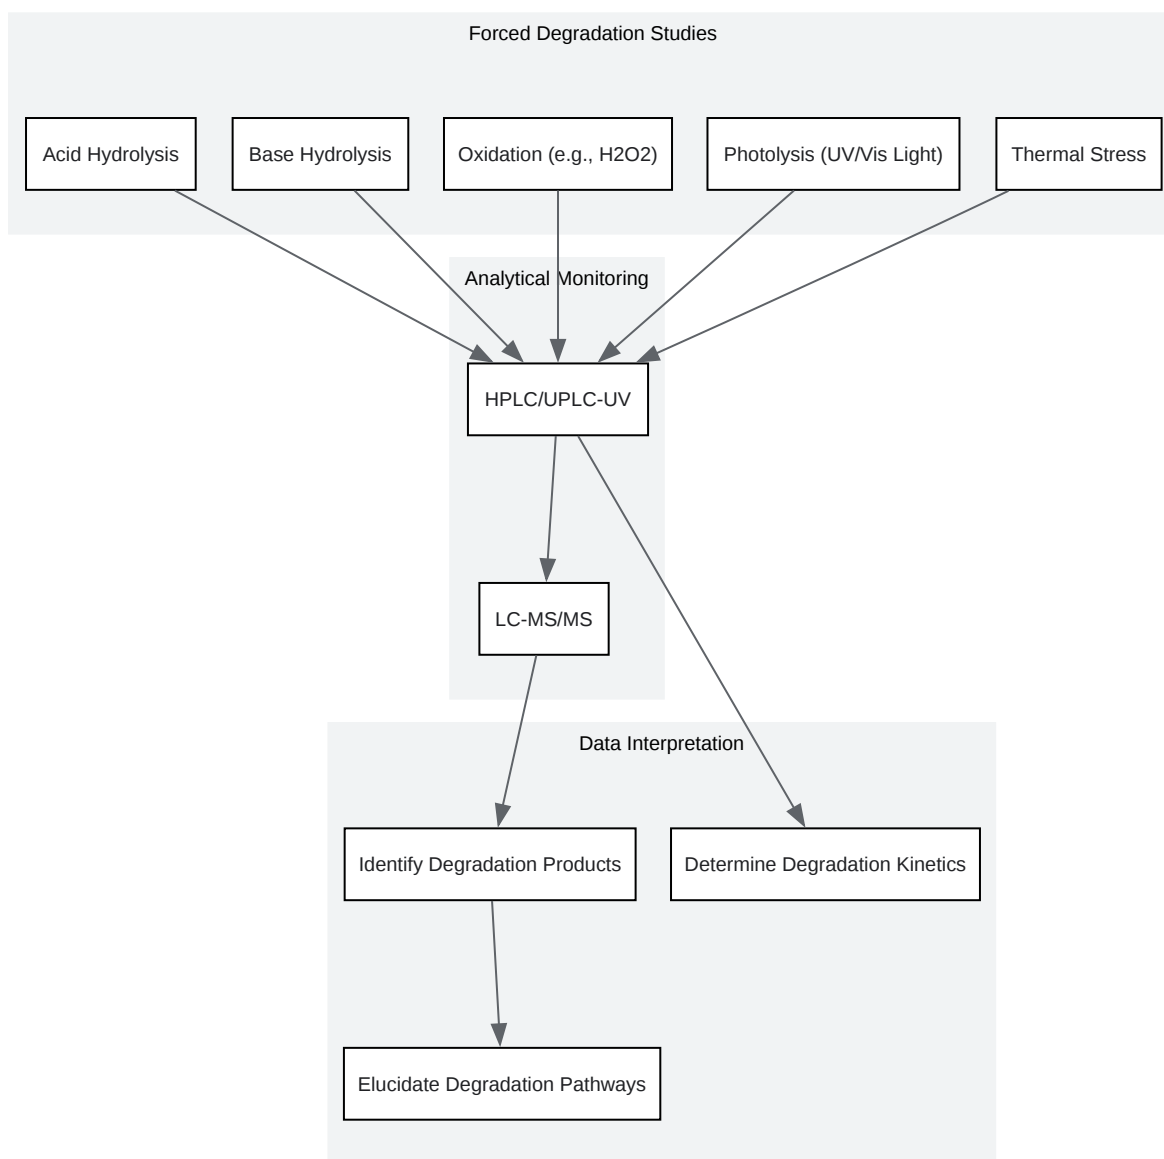 Forced Degradation Studies
Acid Hydrolysis
Base Hydrolysis
Oxidation (e.g., H2O2)
Photolysis (UV/Vis Light)
Thermal Stress
Analytical Monitoring
HPLC/UPLC-UV
LC-MS/MS
Data Interpretation
Identify Degradation Products
Determine Degradation Kinetics
Elucidate Degradation Pathways